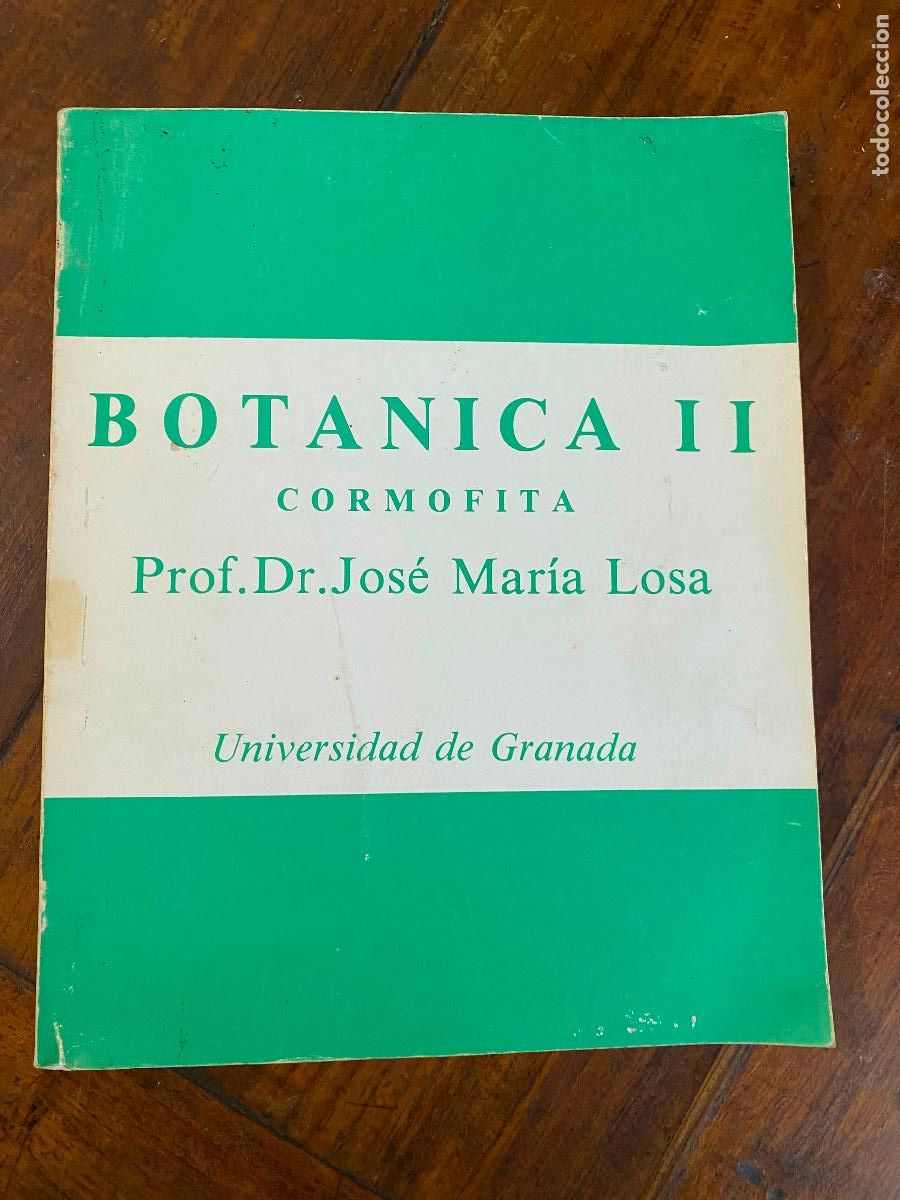 BOTANICA II
CORMOFITA
Prof.Dr.José María Losa
Universidad de Granada
todocoleccion